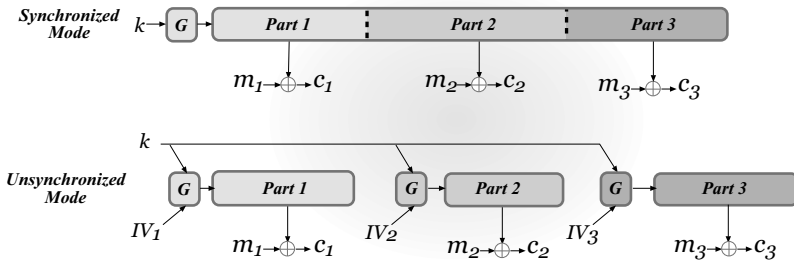 Synchronized Mode k G Part 1 Part 2 Part 3
m1 c1 m2 c2 m3 c3
k
Unsynchronized Mode G Part 1 G Part 2 G Part 3
IV1 IV2 IV3
m1 c1 m2 c2 m3 c3